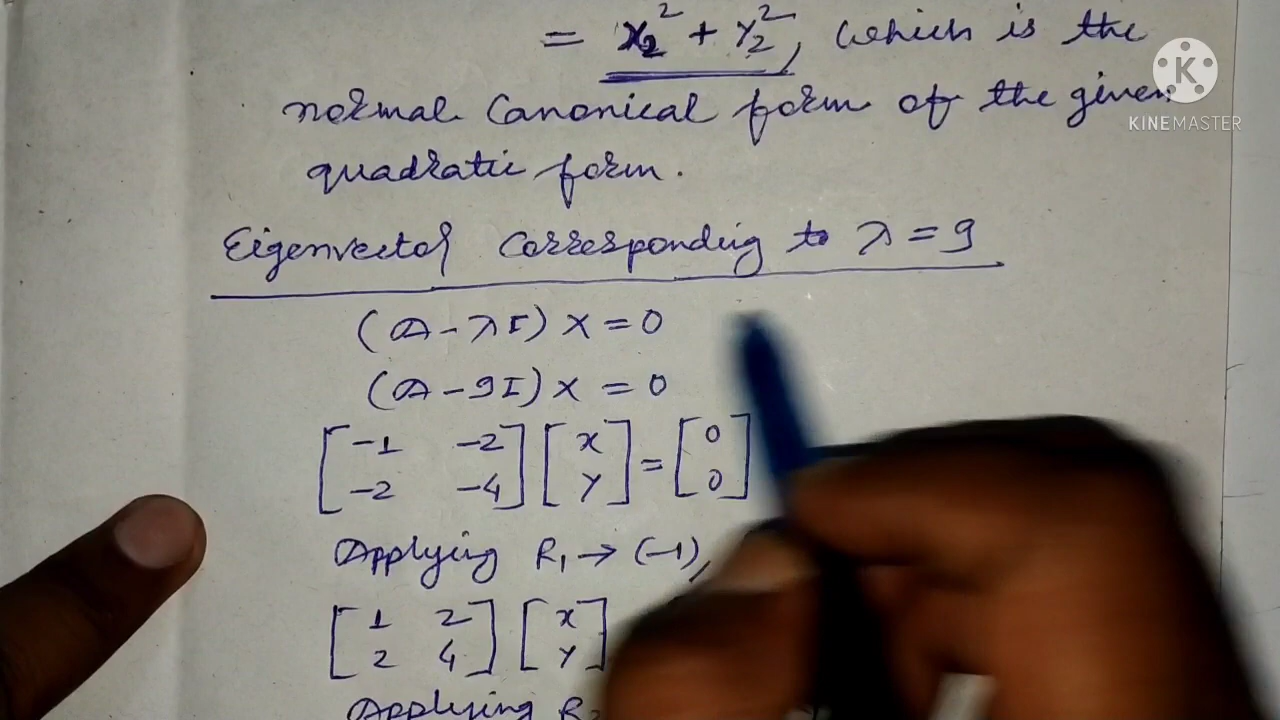 = x₂² + y₂², which is the
normal canonical form of the given
quadratic form.
KINEMASTER
Eigenvector corresponding to λ = 9
(A - λI) X = 0
(A - 9I) X = 0
[-1 -2] [x] = [0]
[-2 -4] [y] [0]
Applying R₁ → (-1),
[1 2] [x]
[2 4] [y]
Applying